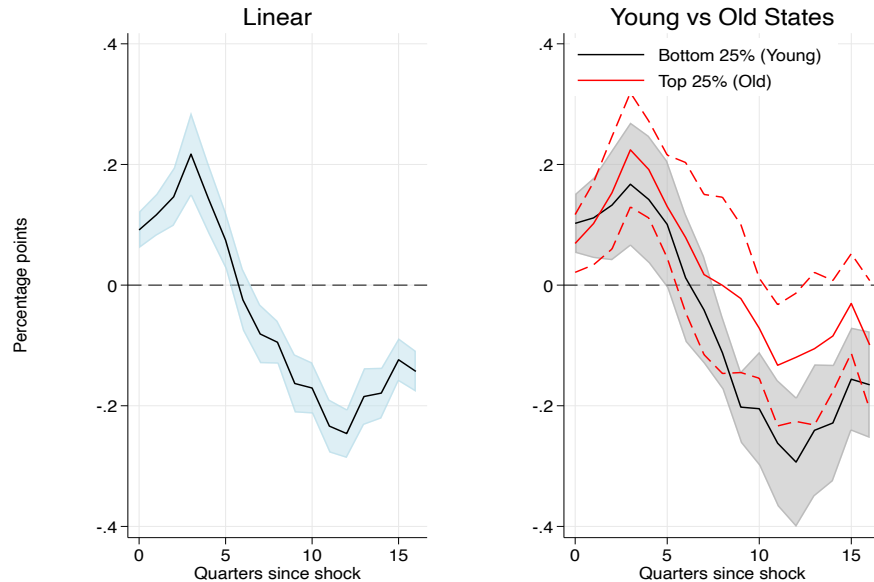 Linear
Young vs Old States
Percentage points
.4
.2
0
-.2
-.4
0
5
10
15
Quarters since shock
.4
.2
0
-.2
-.4
Bottom 25% (Young)
Top 25% (Old)
0
5
10
15
Quarters since shock